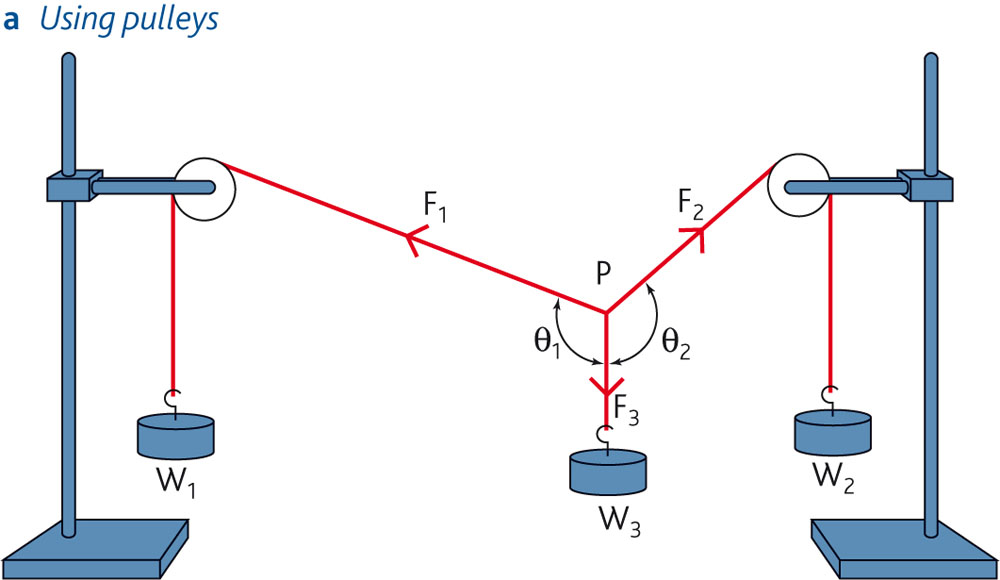 a Using pulleys
F₁
F₂
P
θ₁
θ₂
F₃
W₁
W₂
W₃